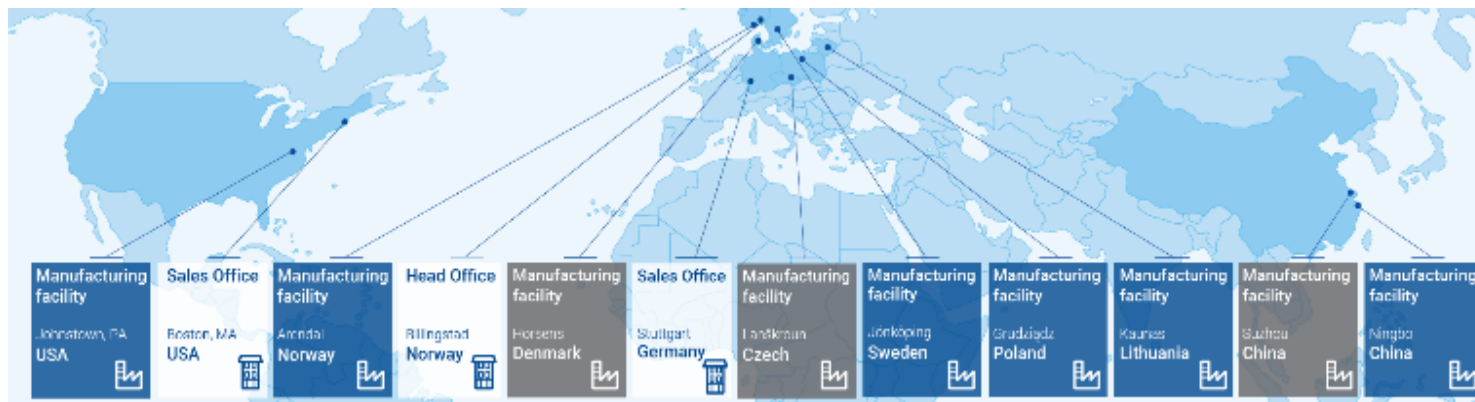 Manufacturing
facility
Johnstown, PA
USA
Sales Office
Boston, MA
USA
Manufacturing
facility
Arendal
Norway
Head Office
Billingstad
Norway
Manufacturing
facility
Horsens
Denmark
Sales Office
Stuttgart
Germany
Manufacturing
facility
Lanškroun
Czech
Manufacturing
facility
Jönköping
Sweden
Manufacturing
facility
Grudziądz
Poland
Manufacturing
facility
Kaunas
Lithuania
Manufacturing
facility
Suzhou
China
Manufacturing
facility
Ningbo
China